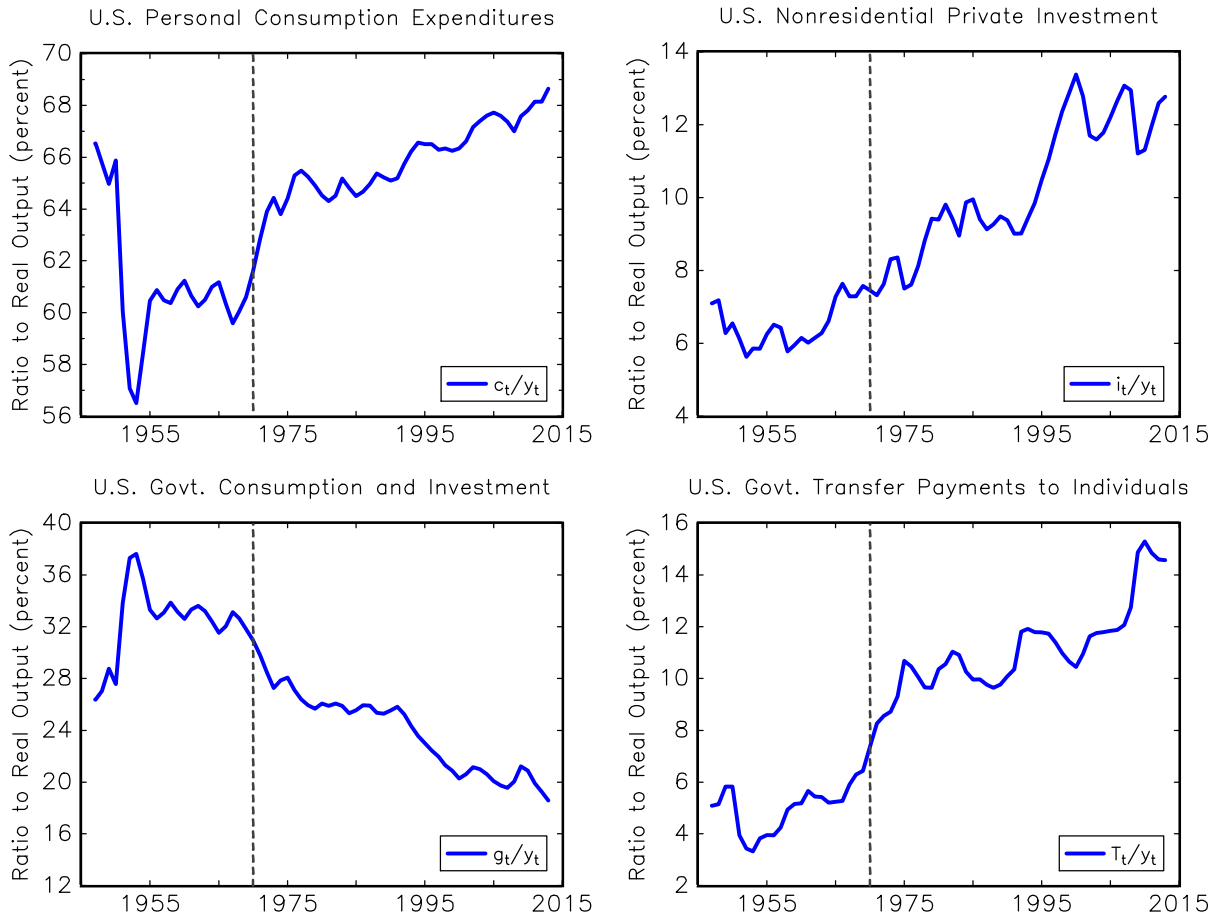 U.S. Personal Consumption Expenditures
Ratio to Real Output (percent)
70
68
66
64
62
60
58
56
c_t/y_t
1955 1975 1995 2015
U.S. Nonresidential Private Investment
Ratio to Real Output (percent)
14
12
10
8
6
4
i_t/y_t
1955 1975 1995 2015
U.S. Govt. Consumption and Investment
Ratio to Real Output (percent)
40
36
32
28
24
20
16
12
g_t/y_t
1955 1975 1995 2015
U.S. Govt. Transfer Payments to Individuals
Ratio to Real Output (percent)
16
14
12
10
8
6
4
2
T_t/y_t
1955 1975 1995 2015